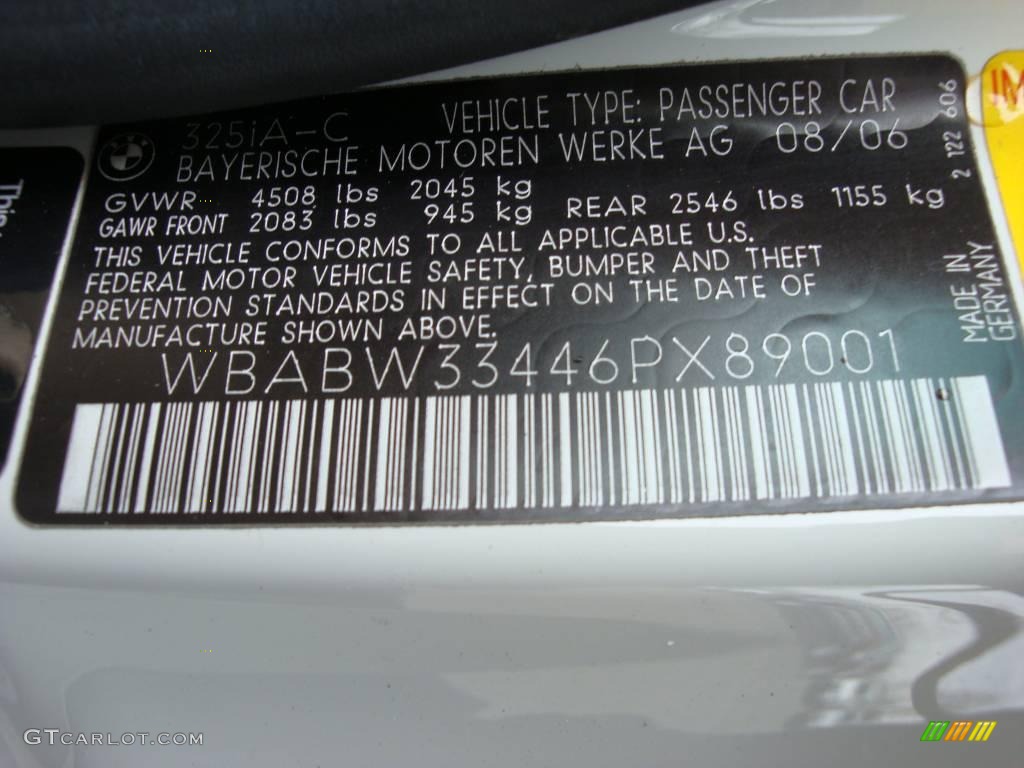 325iA-C VEHICLE TYPE: PASSENGER CAR
BAYERISCHE MOTOREN WERKE AG 08/06
GVWR 4508 lbs 2045 kg
GAWR FRONT 2083 lbs 945 kg REAR 2546 lbs 1155 kg
THIS VEHICLE CONFORMS TO ALL APPLICABLE U.S.
FEDERAL MOTOR VEHICLE SAFETY, BUMPER AND THEFT
PREVENTION STANDARDS IN EFFECT ON THE DATE OF
MANUFACTURE SHOWN ABOVE.
WBABW33446PX89001
2 122 606
MADE IN
GERMANY
This
GTCARLOT.COM